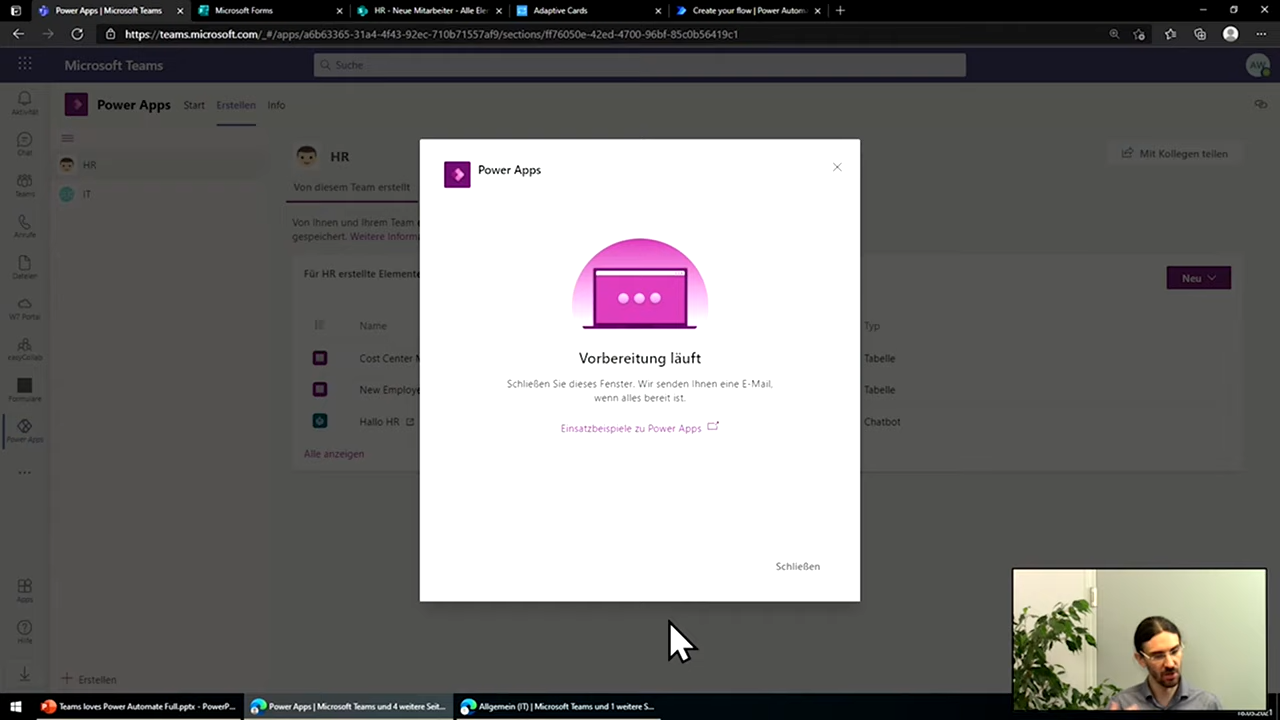 Power Apps | Microsoft Teams
Microsoft Forms
HR - Neue Mitarbeiter - Alle Ele
Adaptive Cards
Create your flow | Power Autom
https://teams.microsoft.com/_#/apps/a6b63365-31a4-4f43-92ec-710b71557af9/sections/ff76050e-42ed-4700-96bf-85c0b56419c1
Microsoft Teams
Suche
AW
Power Apps
Start
Erstellen
Info
Aktivität
Chat
Teams
Anrufe
Dateien
WT Portal
easyCollab
Formulare
Power Apps
Apps
Hilfe
HR
IT
Erstellen
HR
Mit Kollegen teilen
Von diesem Team erstellt
Von Ihnen und Ihrem Team e
gespeichert. Weitere Inform
Für HR erstellte Elemente
Neu
Name
Typ
Cost Center M
Tabelle
New Employe
Tabelle
Hallo HR
Chatbot
Alle anzeigen
Power Apps
Vorbereitung läuft
Schließen Sie dieses Fenster. Wir senden Ihnen eine E-Mail,
wenn alles bereit ist.
Einsatzbeispiele zu Power Apps
Schließen
Teams loves Power Automate Full.pptx - PowerP...
Power Apps | Microsoft Teams und 4 weitere Seit...
Allgemein (IT) | Microsoft Teams und 1 weitere S...